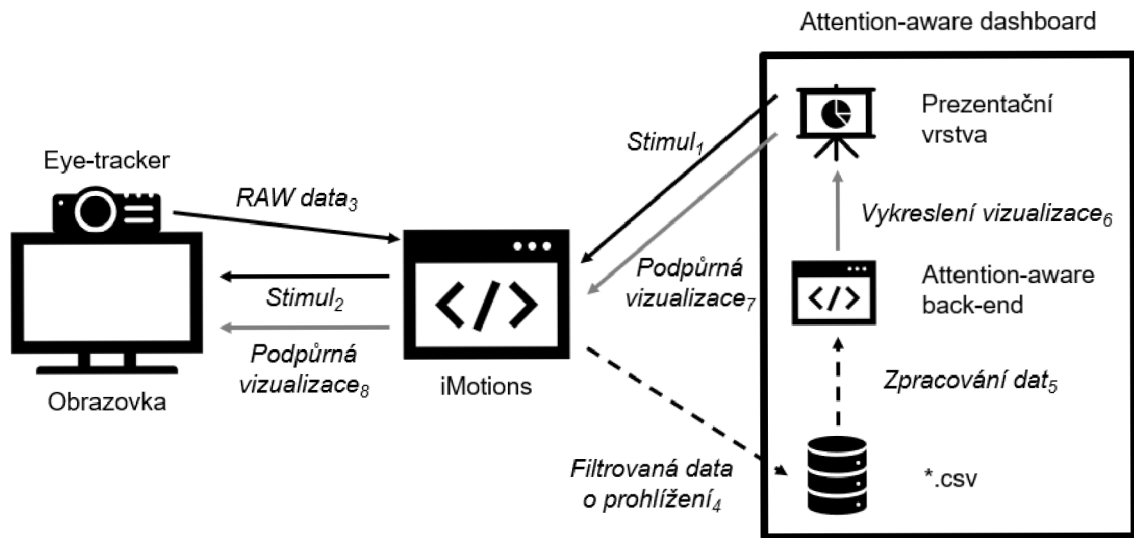 Attention-aware dashboard
Prezentační
vrstva
Stimul1
Eye-tracker
RAW data3
Vykreslení vizualizace6
Podpůrná
vizualizace7
Attention-aware
back-end
Stimul2
Podpůrná
vizualizace8
Obrazovka
iMotions
Zpracování dat5
Filtrovaná data
o prohlížení4
*.csv